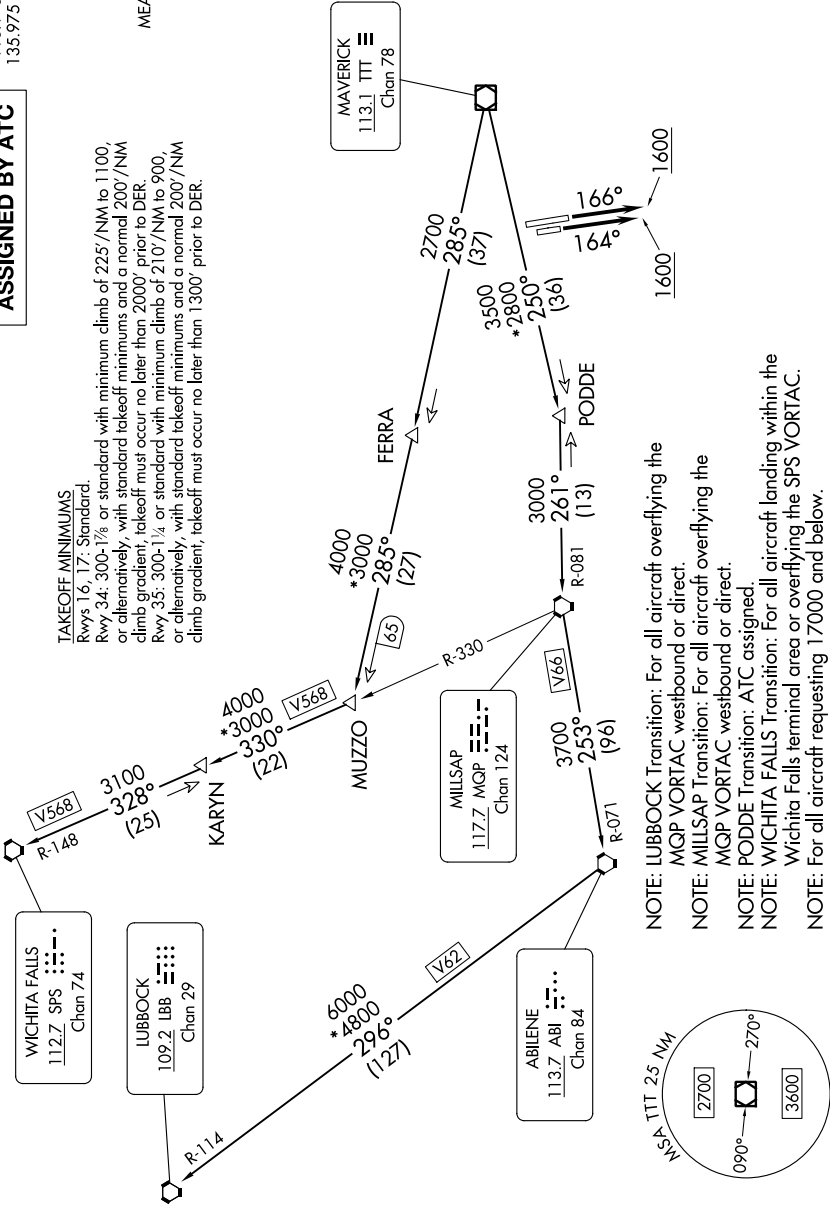 ASSIGNED BY ATC
135.975
MEA
TAKEOFF MINIMUMS
Rwys 16, 17: Standard.
Rwy 34: 300-1⅞ or standard with minimum climb of 225'/NM to 1100,
or alternatively, with standard takeoff minimums and a normal 200'/NM
climb gradient, takeoff must occur no later than 2000' prior to DER.
Rwy 35: 300-1¼ or standard with minimum climb of 210'/NM to 900,
or alternatively, with standard takeoff minimums and a normal 200'/NM
climb gradient, takeoff must occur no later than 1300' prior to DER.
WICHITA FALLS
112.7 SPS
Chan 74
R-148
V568
3100
328°
(25)
KARYN
4000
*3000
330°
(22)
V568
MUZZO
65
4000
*3000
285°
(27)
FERRA
2700
285°
(37)
MAVERICK
113.1 TTT
Chan 78
LUBBOCK
109.2 LBB
Chan 29
R-114
6000
*4800
296°
(127)
V62
ABILENE
113.7 ABI
Chan 84
R-071
3700
253°
(96)
V66
MILLSAP
117.7 MQP
Chan 124
R-330
R-081
3000
261°
(13)
PODDE
3500
*2800
250°
(36)
166°
164°
1600
1600
MSA TTT 25 NM
2700
090°
270°
3600
NOTE: LUBBOCK Transition: For all aircraft overflying the
MQP VORTAC westbound or direct.
NOTE: MILLSAP Transition: For all aircraft overflying the
MQP VORTAC westbound or direct.
NOTE: PODDE Transition: ATC assigned.
NOTE: WICHITA FALLS Transition: For all aircraft landing within the
Wichita Falls terminal area or overflying the SPS VORTAC.
NOTE: For all aircraft requesting 17000 and below.